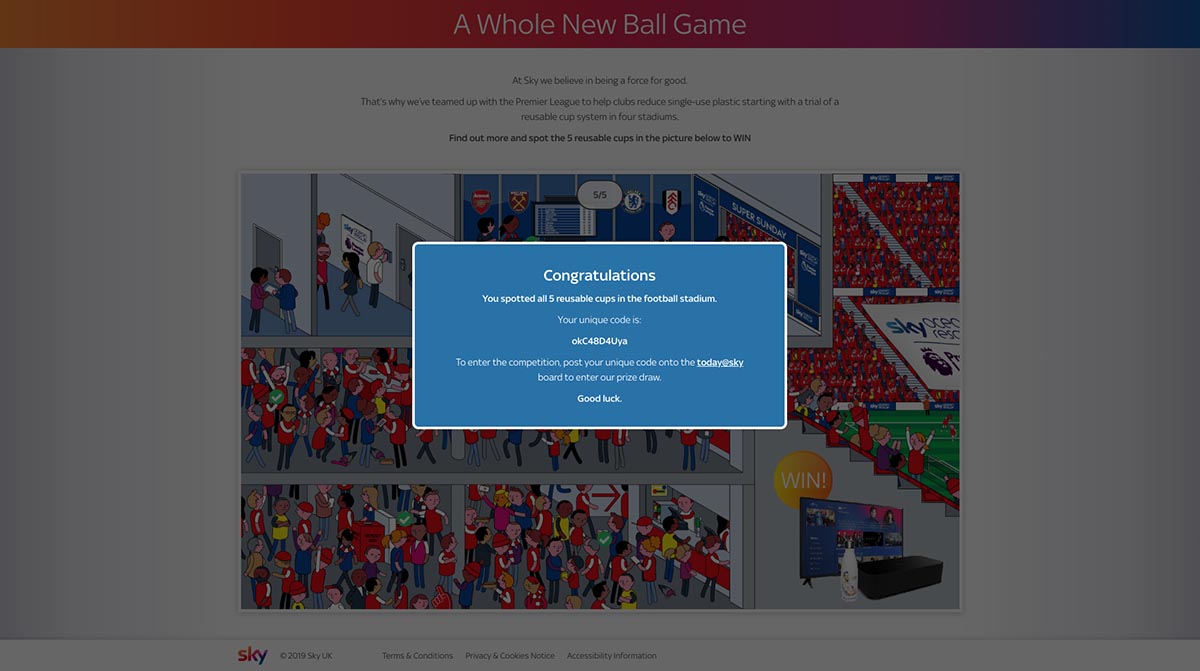 A Whole New Ball Game
At Sky we believe in being a force for good.
That's why we've teamed up with the Premier League to help clubs reduce single-use plastic starting with a trial of a
reusable cup system in four stadiums.
Find out more and spot the 5 reusable cups in the picture below to WIN
5/5
SUPER SUNDAY
Congratulations
You spotted all 5 reusable cups in the football stadium.
Your unique code is:
okC48D4Uya
To enter the competition, post your unique code onto the today@sky
board to enter our prize draw.
Good luck.
sky
WIN!
sky
© 2019 Sky UK
Terms & Conditions
Privacy & Cookies Notice
Accessibility Information